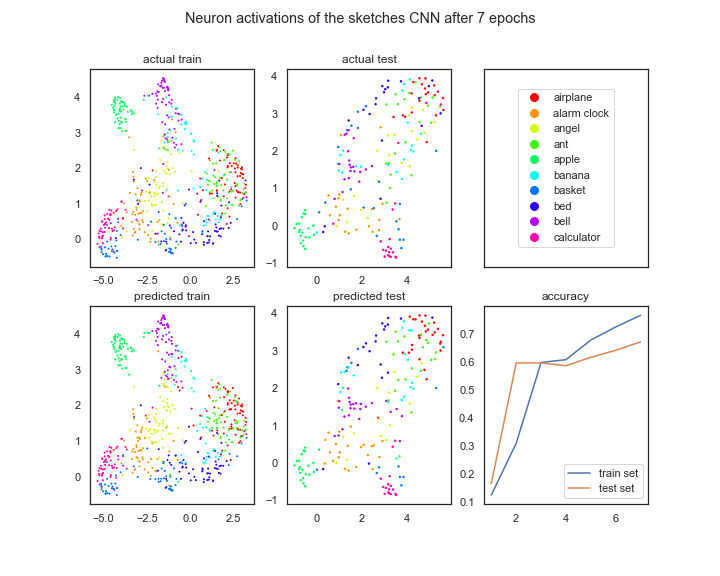 Neuron activations of the sketches CNN after 7 epochs
actual train
4
3
2
1
0
−5.0 −2.5 0.0 2.5
actual test
4
3
2
1
0
−1
0 2 4
airplane
alarm clock
angel
ant
apple
banana
basket
bed
bell
calculator
predicted train
4
3
2
1
0
−5.0 −2.5 0.0 2.5
predicted test
4
3
2
1
0
−1
0 2 4
accuracy
0.7
0.6
0.5
0.4
0.3
0.2
0.1
train set
test set
2 4 6